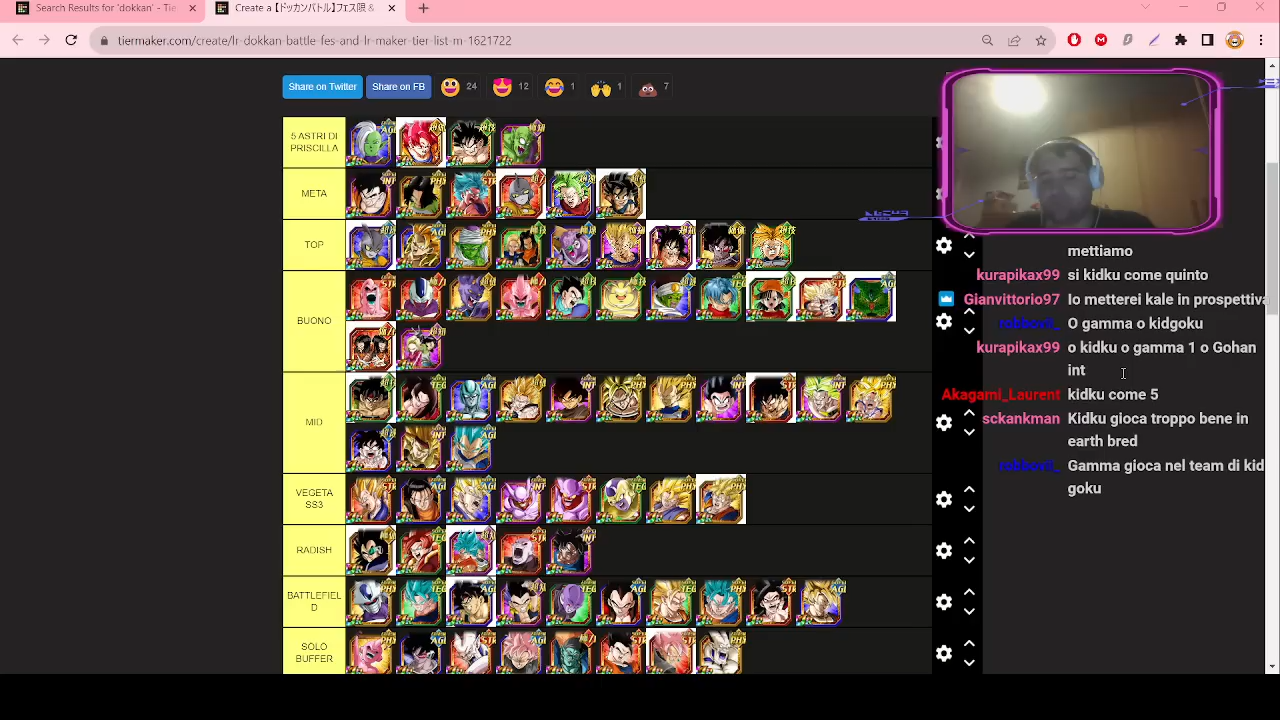 Search Results for 'dokkan' - Tie
Create a 【ドッカンバトル】フェス限 &
tiermaker.com/create/lr-dokkan-battle-fes-and-lr-maker-tier-list-m-1621722
Share on Twitter
Share on FB
24
12
1
1
7
5 ASTRI DI
PRISCILLA
META
TOP
BUONO
MID
VEGETA
SS3
RADISH
BATTLEFIEL
D
SOLO
BUFFER
mettiamo
kurapikax99 si kidku come quinto
Gianvittorio97 Io metterei kale in prospettiva
O gamma o kidgoku
kurapikax99 o kidku o gamma 1 o Gohan
int
Akagami_Laurent kidku come 5
sckankman Kidku gioca troppo bene in
earth bred
Gamma gioca nel team di kid
goku